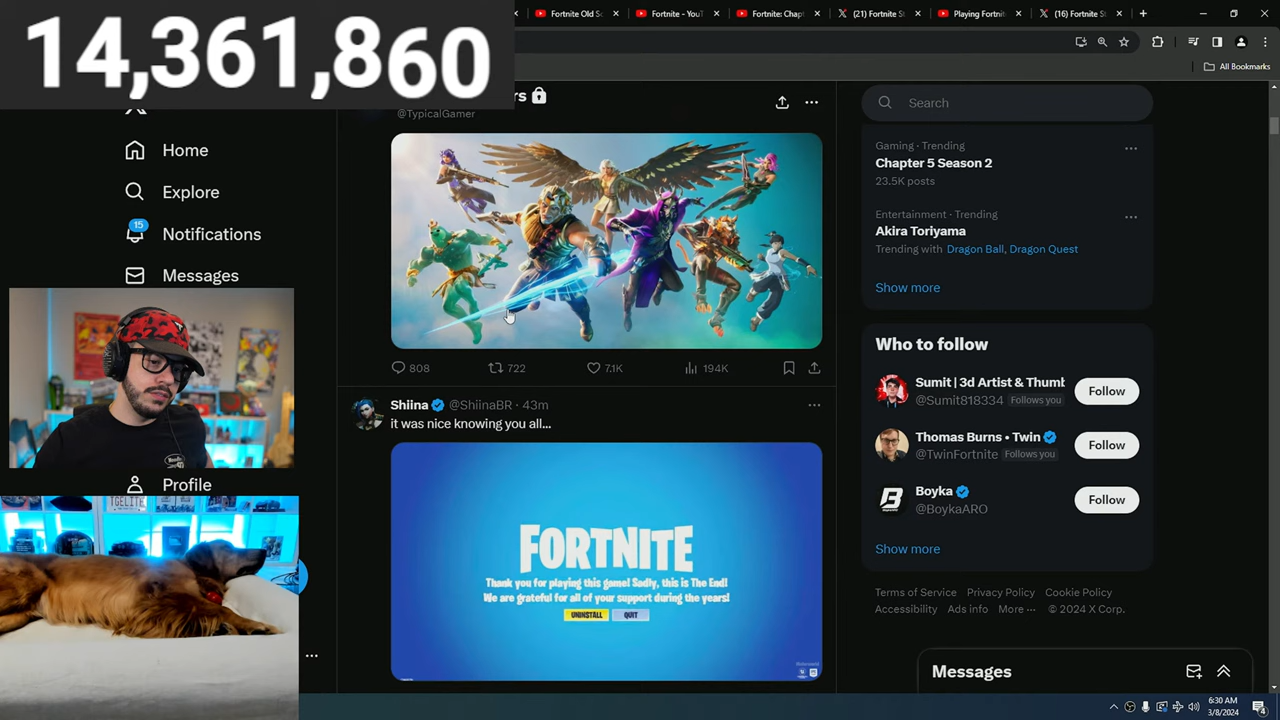 14,361,860
Fortnite Old Sc
Fortnite - YouT
Fortnite: Chap
(21) Fortnite S
Playing Fortni
(16) Fortnite S
All Bookmarks
rs
@TypicalGamer
Search
Home
Explore
15
Notifications
Messages
Profile
Gaming · Trending
Chapter 5 Season 2
23.5K posts
Entertainment · Trending
Akira Toriyama
Trending with Dragon Ball, Dragon Quest
Show more
808
722
7.1K
194K
Shiina @ShiinaBR · 43m
it was nice knowing you all...
FORTNITE
Thank you for playing this game! Sadly, this is The End!
We are grateful for all of your support during the years!
UNINSTALL QUIT
Who to follow
Sumit | 3d Artist & Thumb
@Sumit818334 Follows you
Follow
Thomas Burns • Twin
@TwinFortnite Follows you
Follow
Boyka
@BoykaARO
Follow
Show more
Terms of Service Privacy Policy Cookie Policy
Accessibility Ads info More ··· © 2024 X Corp.
Messages
6:30 AM
3/8/2024
TGELITE